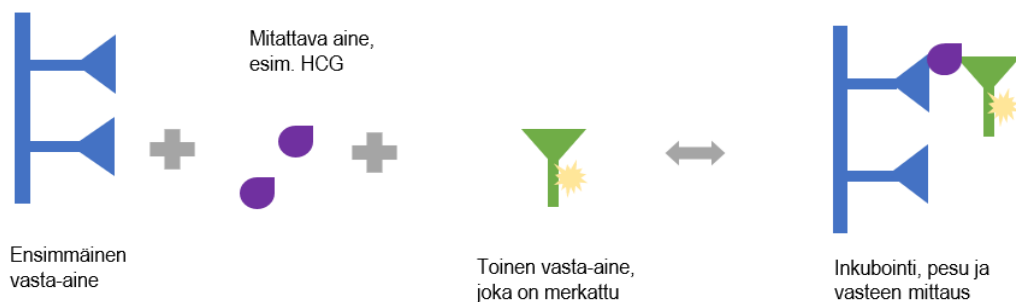 Mitattava aine,
esim. HCG
Ensimmäinen
vasta-aine
Toinen vasta-aine,
joka on merkattu
Inkubointi, pesu ja
vasteen mittaus